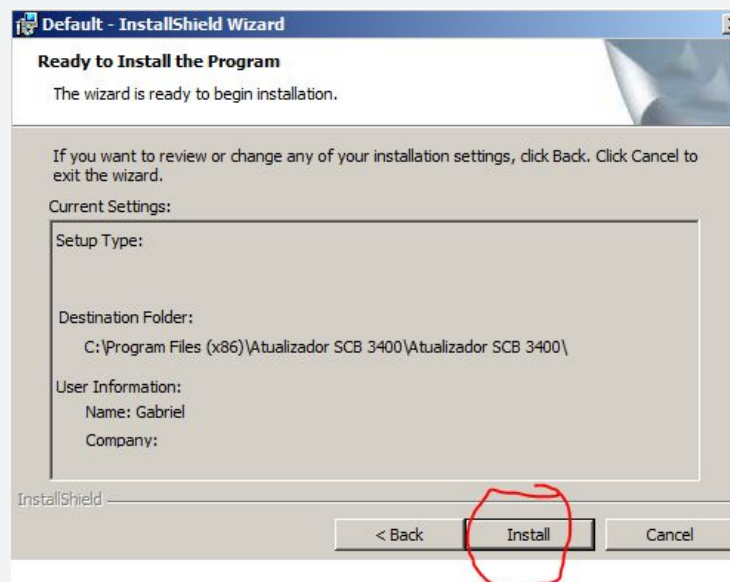 Default - InstallShield Wizard
Ready to Install the Program
The wizard is ready to begin installation.
If you want to review or change any of your installation settings, click Back. Click Cancel to
exit the wizard.
Current Settings:
Setup Type:
Destination Folder:
C:\Program Files (x86)\Atualizador SCB 3400\Atualizador SCB 3400\
User Information:
Name: Gabriel
Company:
InstallShield
< Back Install Cancel